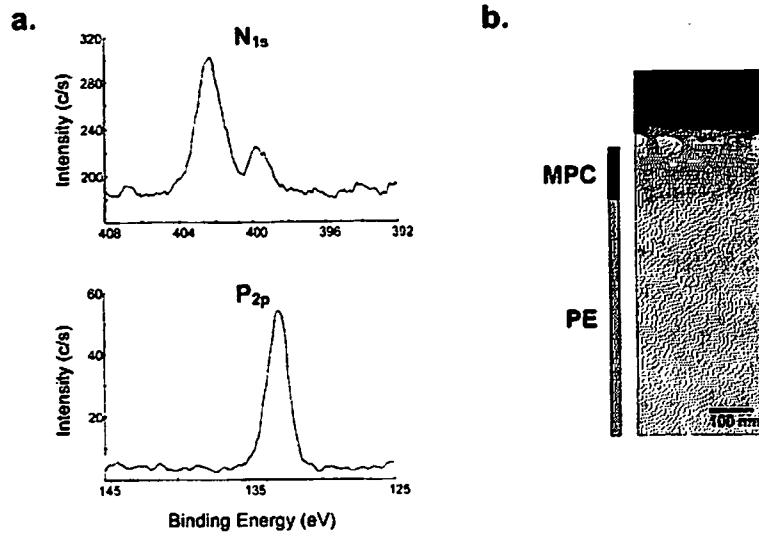 a.
N1s
Intensity (c/s)
320
280
240
200
408
404
400
396
392
P2p
Intensity (c/s)
60
40
20
145
135
125
Binding Energy (eV)
b.
MPC
PE
100 nm